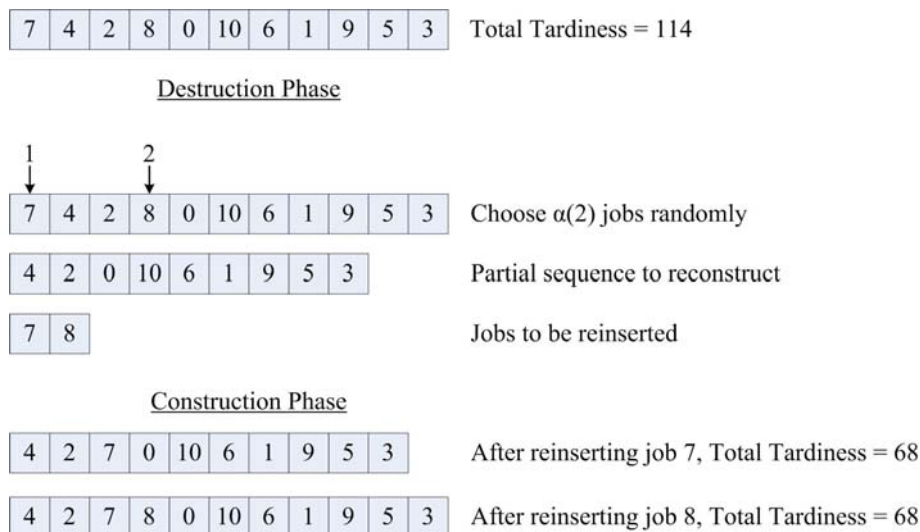 7 4 2 8 0 10 6 1 9 5 3 Total Tardiness = 114
Destruction Phase
1 2
7 4 2 8 0 10 6 1 9 5 3 Choose α(2) jobs randomly
4 2 0 10 6 1 9 5 3 Partial sequence to reconstruct
7 8 Jobs to be reinserted
Construction Phase
4 2 7 0 10 6 1 9 5 3 After reinserting job 7, Total Tardiness = 68
4 2 7 8 0 10 6 1 9 5 3 After reinserting job 8, Total Tardiness = 68